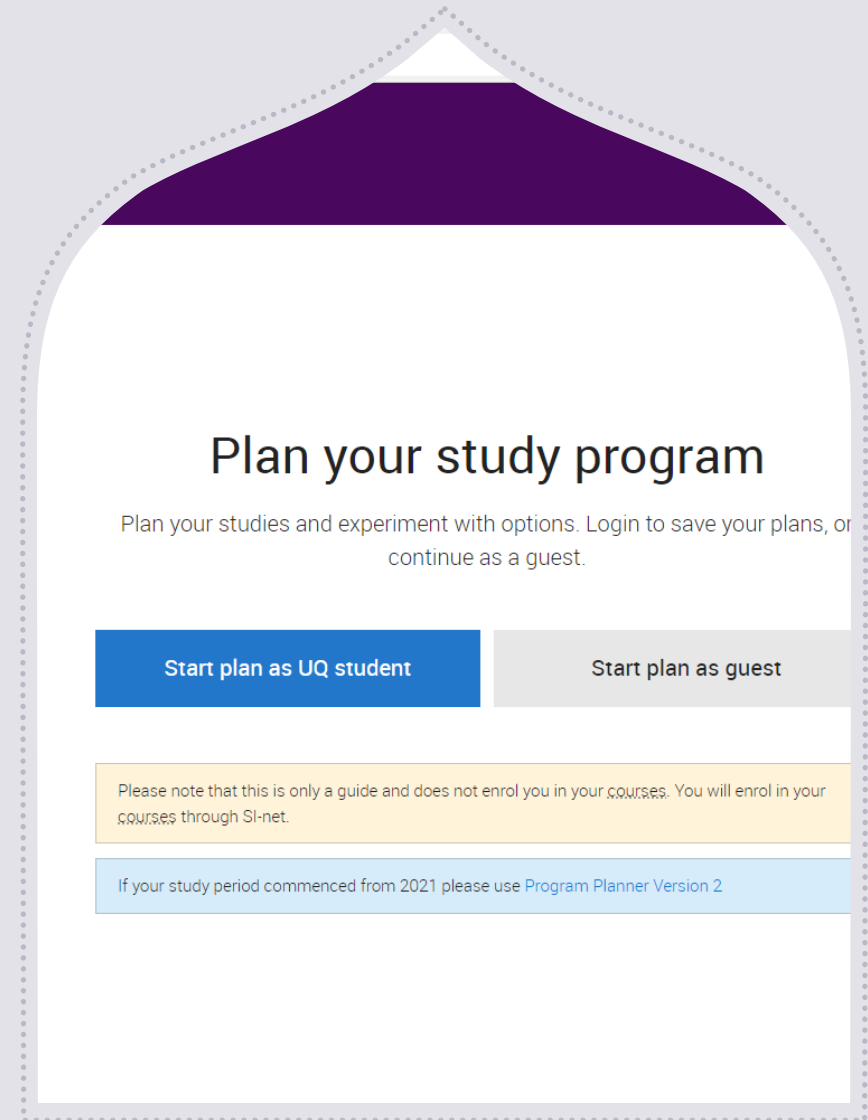 Plan your study program
Plan your studies and experiment with options. Login to save your plans, or
continue as a guest.
Start plan as UQ student
Start plan as guest
Please note that this is only a guide and does not enrol you in your courses. You will enrol in your
courses through SI-net.
If your study period commenced from 2021 please use Program Planner Version 2